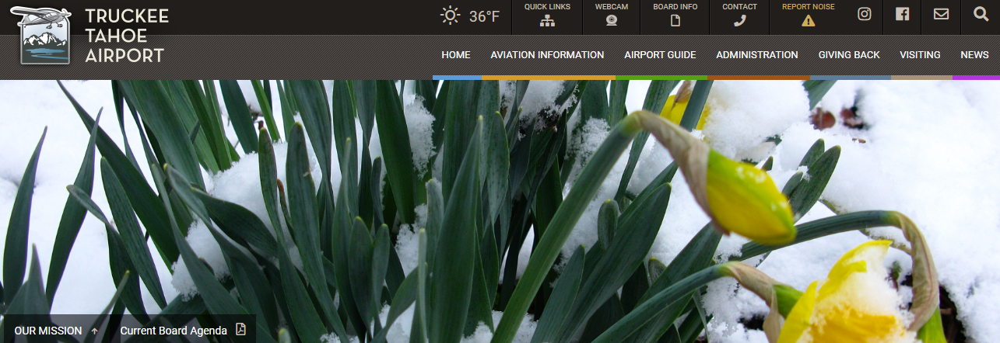 TRUCKEE
TAHOE
AIRPORT
36°F
QUICK LINKS
WEBCAM
BOARD INFO
CONTACT
REPORT NOISE
HOME
AVIATION INFORMATION
AIRPORT GUIDE
ADMINISTRATION
GIVING BACK
VISITING
NEWS
OUR MISSION
Current Board Agenda